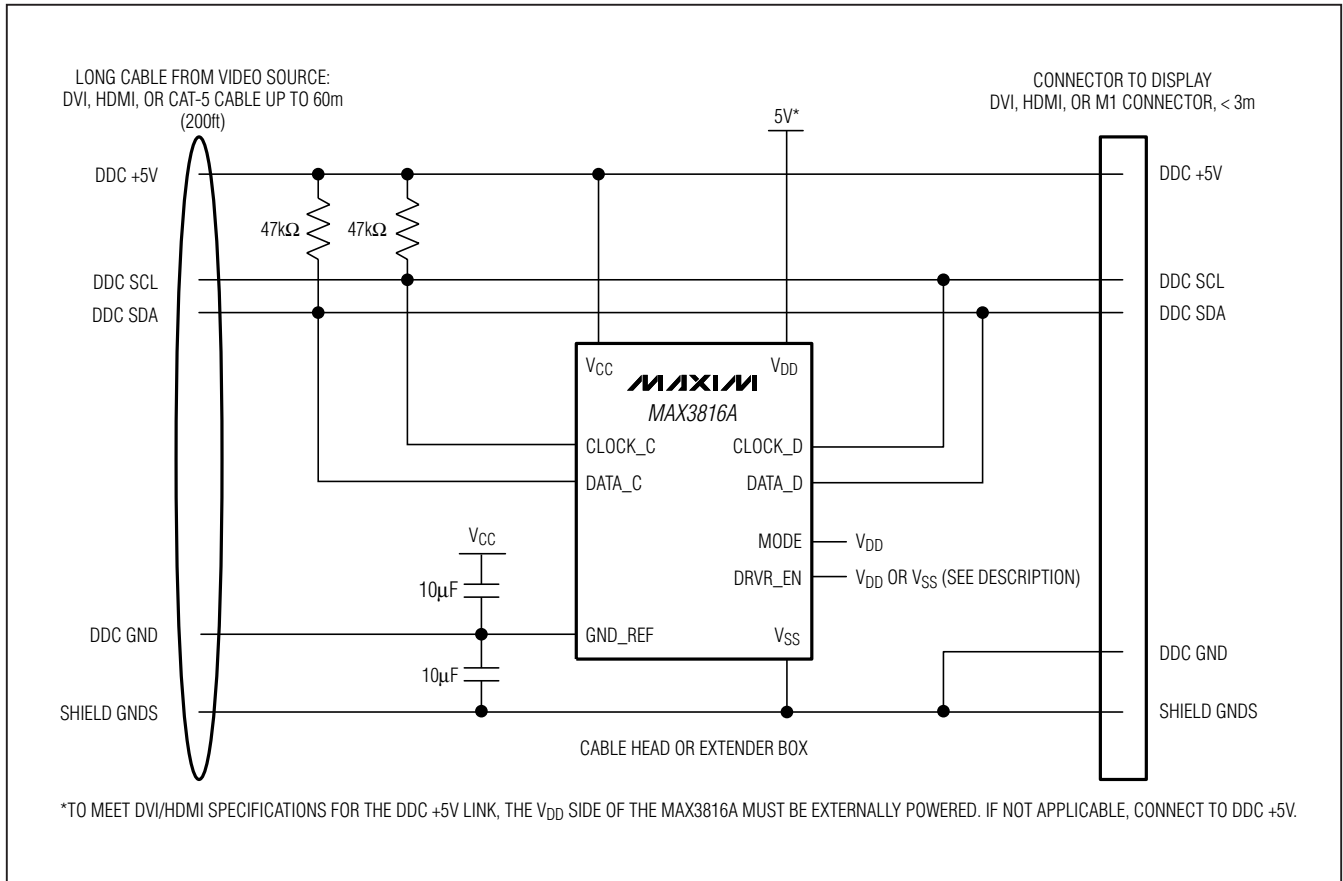 LONG CABLE FROM VIDEO SOURCE:
DVI, HDMI, OR CAT-5 CABLE UP TO 60m
(200ft)
CONNECTOR TO DISPLAY
DVI, HDMI, OR M1 CONNECTOR, < 3m
5V*
DDC +5V
DDC +5V
47kΩ
47kΩ
DDC SCL
DDC SCL
DDC SDA
DDC SDA
VCC
VDD
MAXIM
MAX3816A
CLOCK_C
CLOCK_D
DATA_C
DATA_D
VCC
MODE
VDD
10µF
DRVR_EN
VDD OR VSS (SEE DESCRIPTION)
DDC GND
GND_REF
VSS
DDC GND
10µF
SHIELD GNDS
SHIELD GNDS
CABLE HEAD OR EXTENDER BOX
*TO MEET DVI/HDMI SPECIFICATIONS FOR THE DDC +5V LINK, THE VDD SIDE OF THE MAX3816A MUST BE EXTERNALLY POWERED. IF NOT APPLICABLE, CONNECT TO DDC +5V.